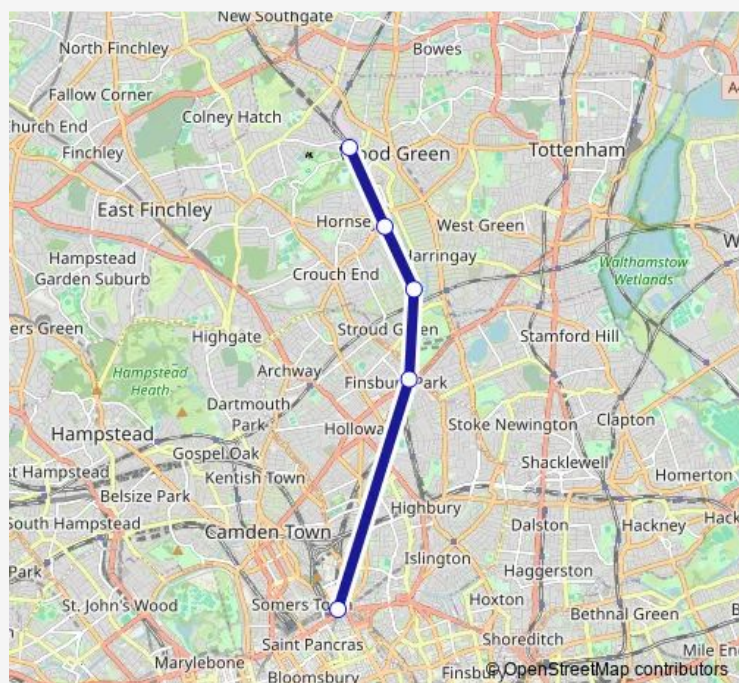 New Southgate
North Finchley
Bowes
Fallow Corner
Colney Hatch
Church End
Finchley
Wood Green
Tottenham
East Finchley
Hornse
West Green
Harringay
Hampstead
Garden Suburb
Crouch End
Walthamstow
Wetlands
ers Green
Highgate
Stroud Green
Stamford Hill
Hampstead
Heath
Archway
Finsbury Park
Dartmouth
Park
Hampstead
Hollowa
Stoke Newington
Clapton
Gospel Oak
st Hampstead
Kentish Town
Shacklewell
Homerton
Belsize Park
Highbury
South Hampstead
Camden Town
Dalston
Hackney
Hack
Park
Islington
Haggerston
St. John's Wood
Somers Town
Hoxton
Bethnal Green
Saint Pancras
Shoreditch
Marylebone
Mile En
Bloomsbury
Finsbury
© OpenStreetMap contributors